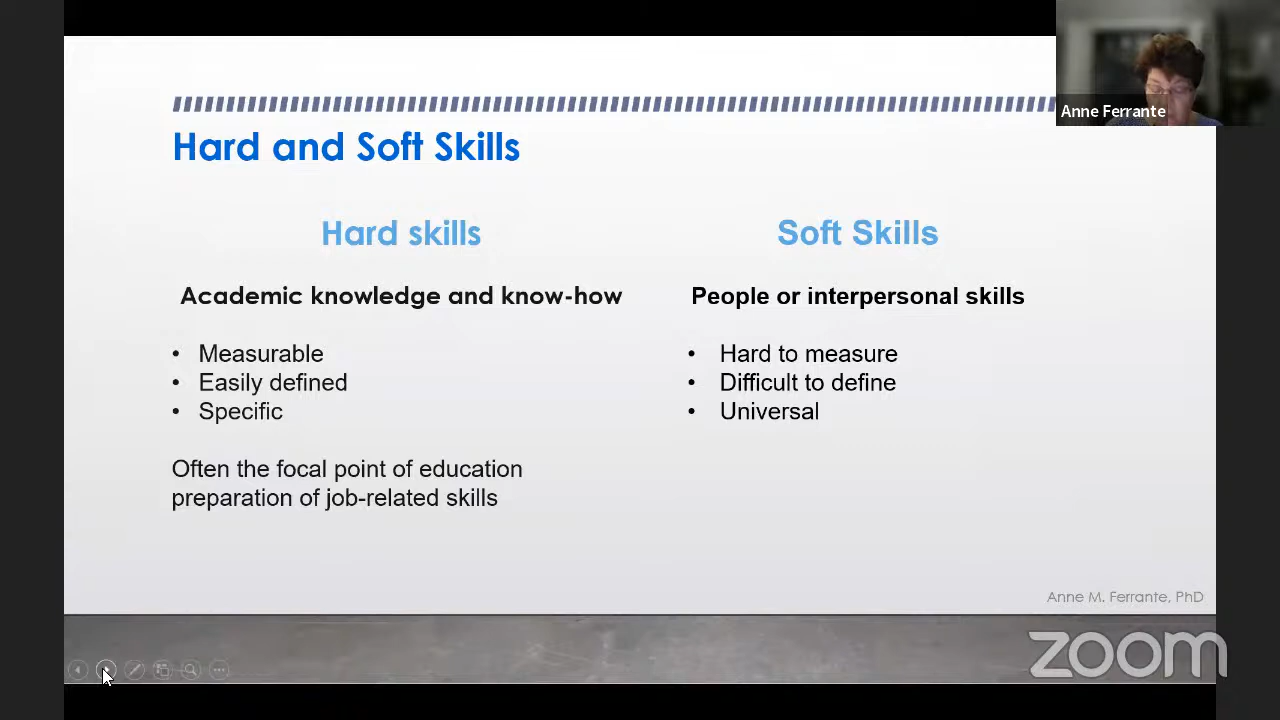 Anne Ferrante
Hard and Soft Skills
Hard skills
Academic knowledge and know-how
• Measurable
• Easily defined
• Specific
Often the focal point of education
preparation of job-related skills
Soft Skills
People or interpersonal skills
• Hard to measure
• Difficult to define
• Universal
Anne M. Ferrante, PhD
zoom